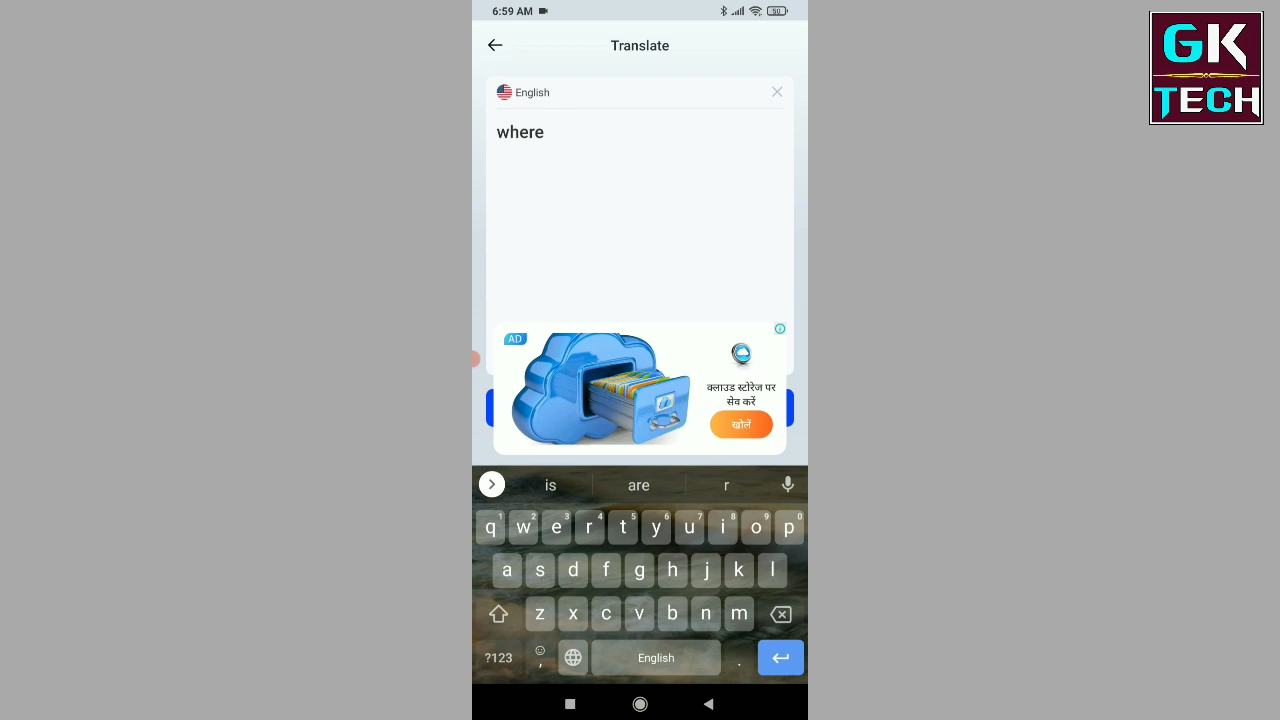 6:59 AM
50
Translate
English
where
AD
क्लाउड स्टोरेज पर
सेव करें
खोलें
is are r
q w e r t y u i o p
1 2 3 4 5 6 7 8 9 0
a s d f g h j k l
z x c v b n m
?123 , English .
GK
TECH